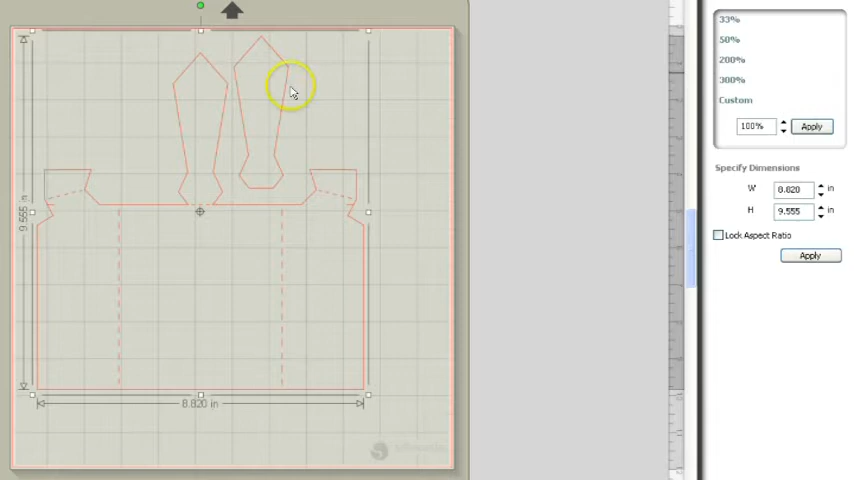 33%
50%
200%
300%
Custom
100% Apply
Specify Dimensions
W 8.820 in
H 9.555 in
Lock Aspect Ratio
Apply
9.555 in
8.820 in
silhouette